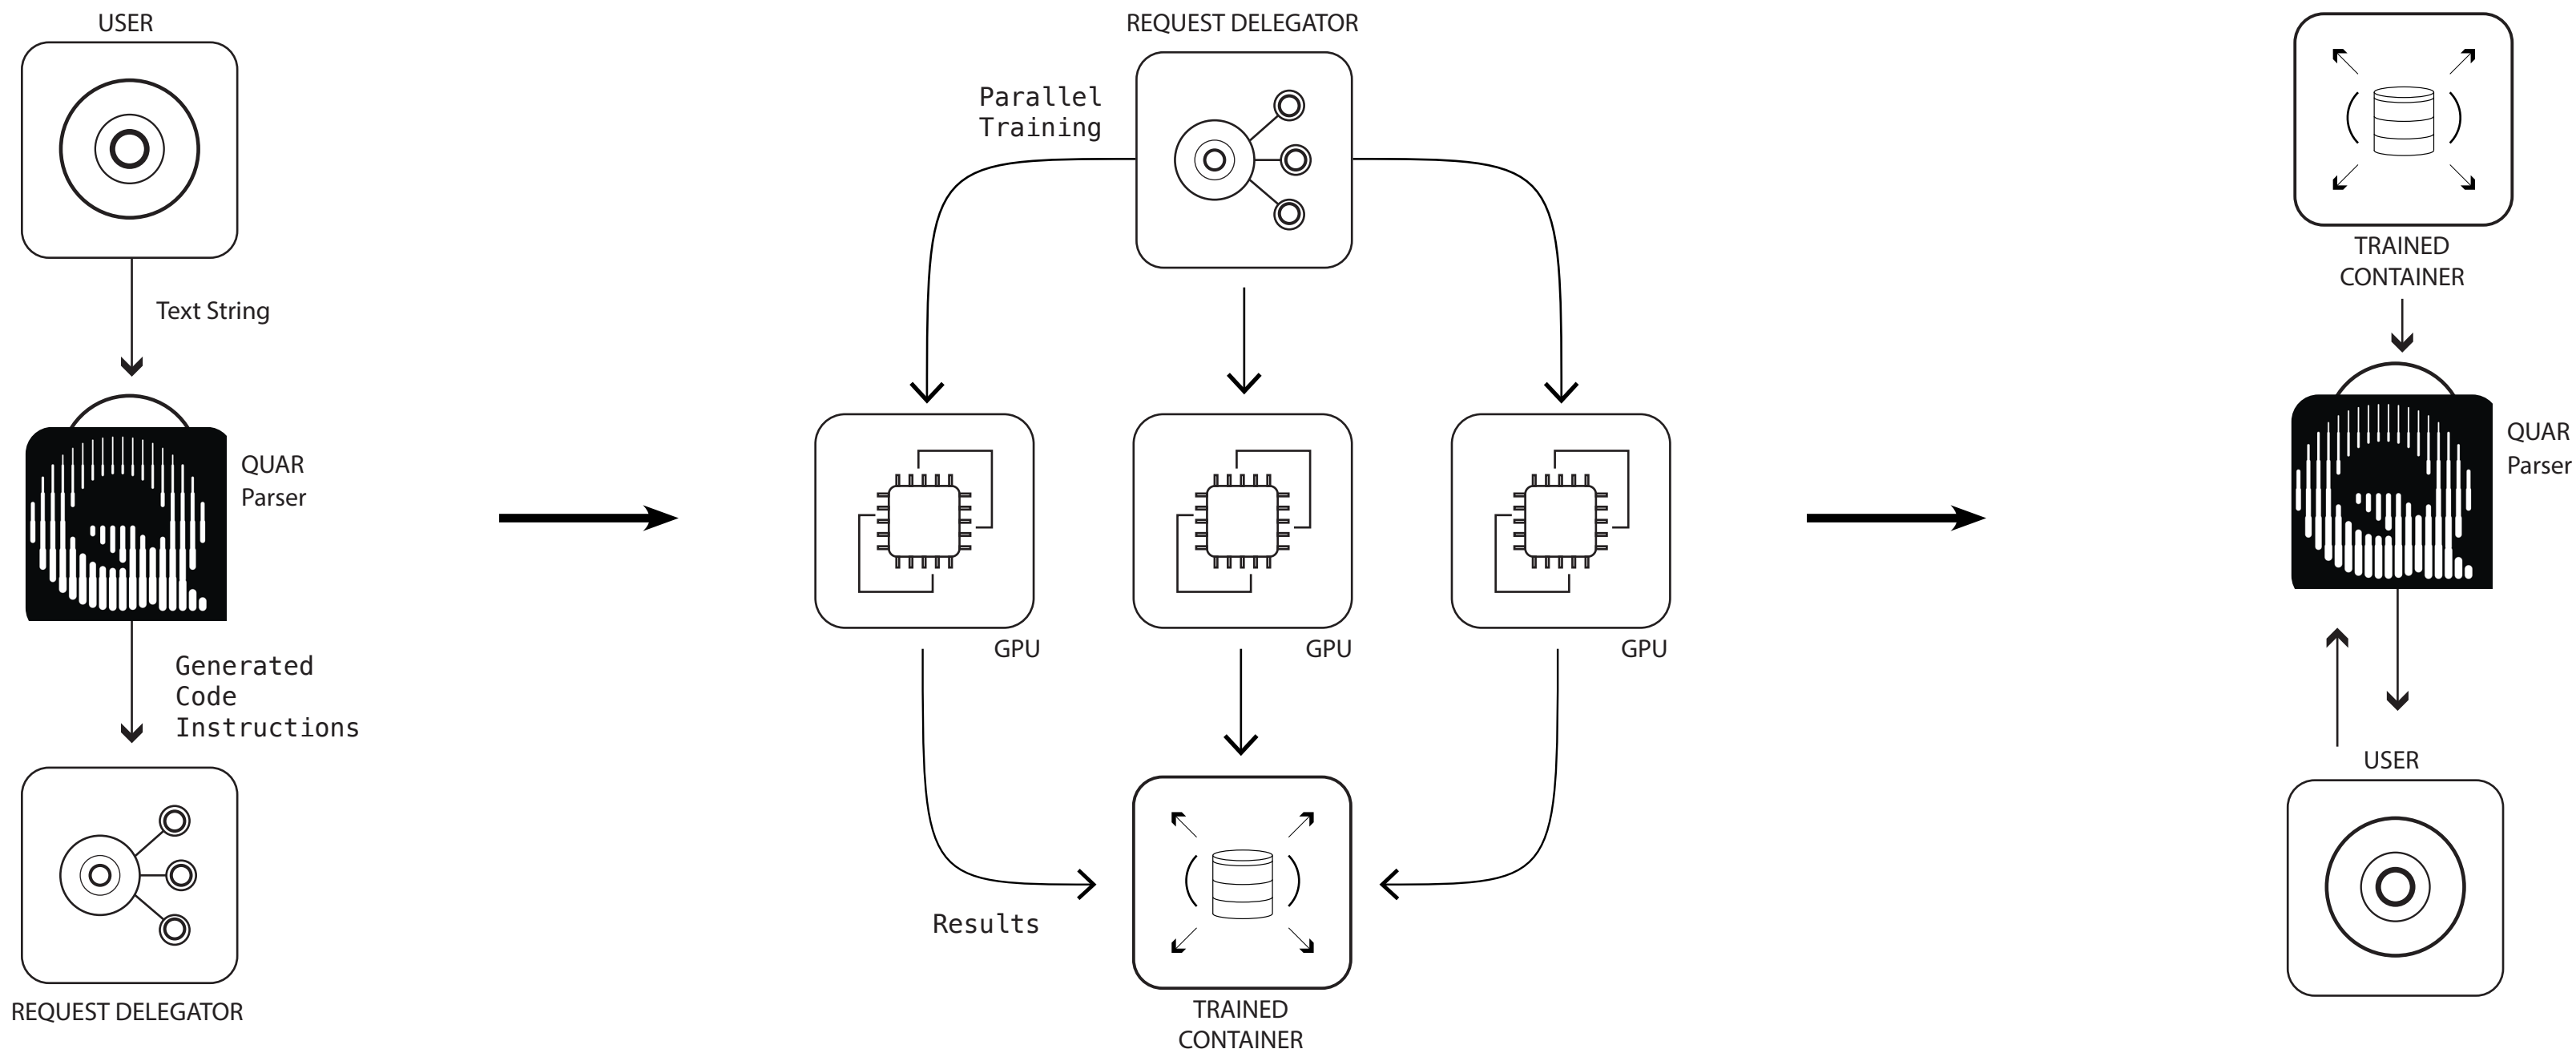 USER
Text String
QUAR
Parser
Generated
Code
Instructions
REQUEST DELEGATOR
REQUEST DELEGATOR
Parallel
Training
GPU
GPU
GPU
Results
TRAINED
CONTAINER
TRAINED
CONTAINER
QUAR
Parser
USER